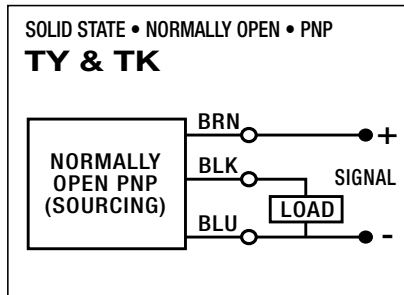 SOLID STATE • NORMALLY OPEN • PNP
TY & TK
BRN
+
NORMALLY
OPEN PNP
(SOURCING)
BLK
SIGNAL
LOAD
BLU
-